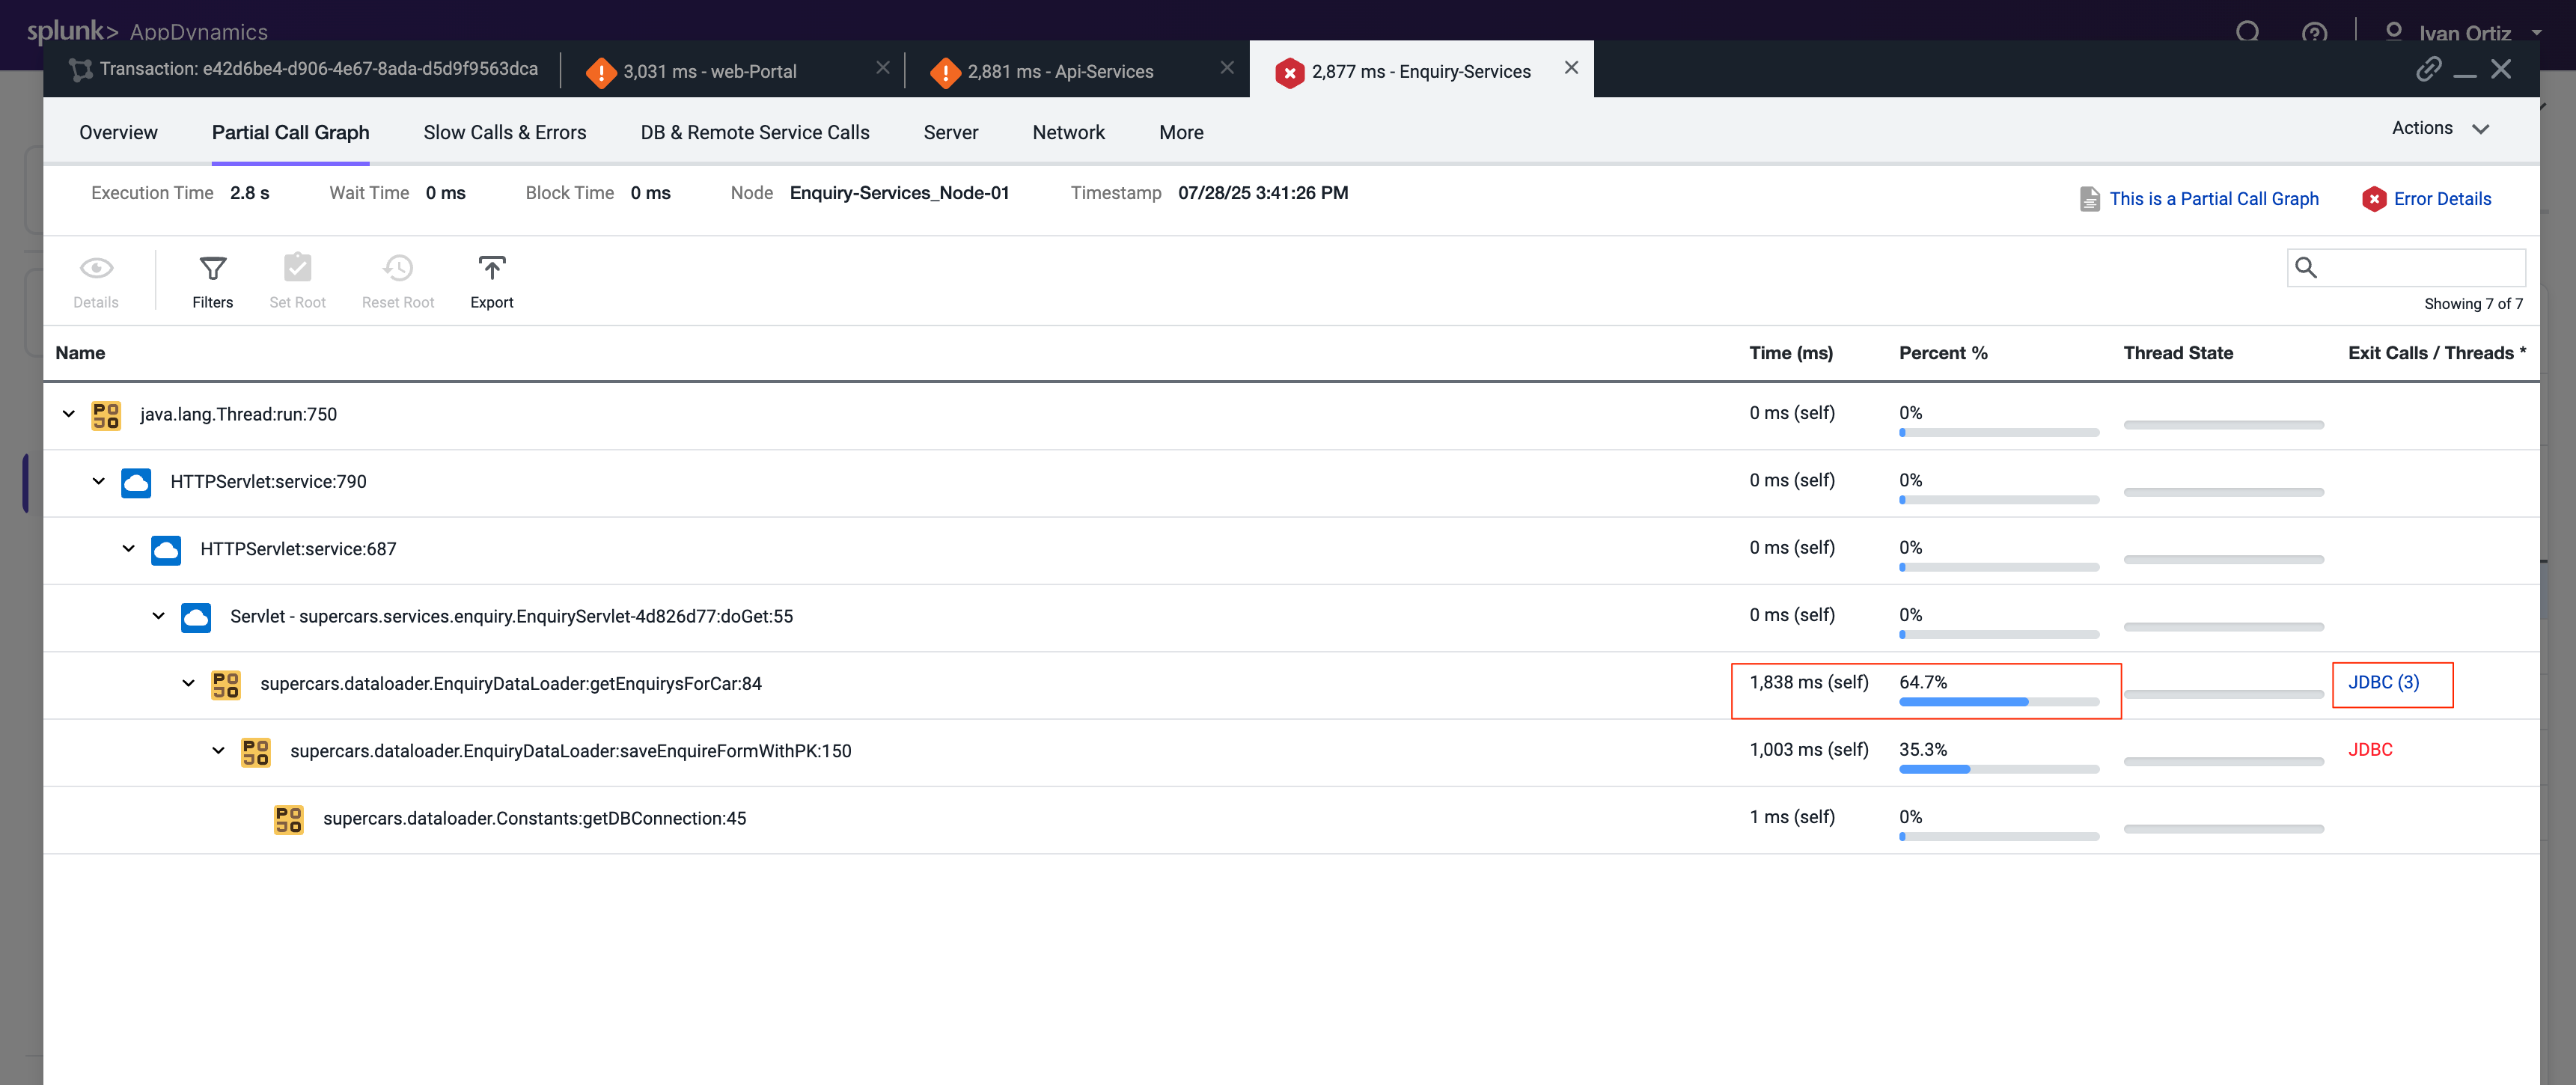 splunk> AppDynamics
Ivan Ortiz
Transaction: e42d6be4-d906-4e67-8ada-d5d9f9563dca
3,031 ms - web-Portal
2,881 ms - Api-Services
2,877 ms - Enquiry-Services
Overview
Partial Call Graph
Slow Calls & Errors
DB & Remote Service Calls
Server
Network
More
Actions
Execution Time 2.8 s
Wait Time 0 ms
Block Time 0 ms
Node Enquiry-Services_Node-01
Timestamp 07/28/25 3:41:26 PM
This is a Partial Call Graph
Error Details
Details
Filters
Set Root
Reset Root
Export
Showing 7 of 7
Name Time (ms) Percent % Thread State Exit Calls / Threads *
java.lang.Thread:run:750 0 ms (self) 0%
HTTPServlet:service:790 0 ms (self) 0%
HTTPServlet:service:687 0 ms (self) 0%
Servlet - supercars.services.enquiry.EnquiryServlet-4d826d77:doGet:55 0 ms (self) 0%
supercars.dataloader.EnquiryDataLoader:getEnquirysForCar:84 1,838 ms (self) 64.7% JDBC (3)
supercars.dataloader.EnquiryDataLoader:saveEnquireFormWithPK:150 1,003 ms (self) 35.3% JDBC
supercars.dataloader.Constants:getDBConnection:45 1 ms (self) 0%